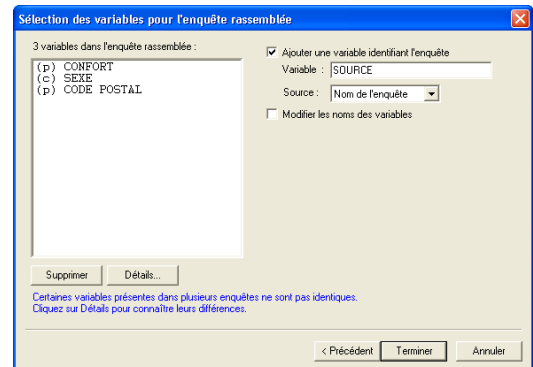 Sélection des variables pour l'enquête rassemblée
3 variables dans l'enquête rassemblée :
(p) CONFORT
(c) SEXE
(p) CODE POSTAL
Ajouter une variable identifiant l'enquête
Variable : SOURCE
Source : Nom de l'enquête
Modifier les noms des variables
Supprimer Détails...
Certaines variables présentes dans plusieurs enquêtes ne sont pas identiques.
Cliquez sur Détails pour connaître leurs différences.
< Précédent Terminer Annuler